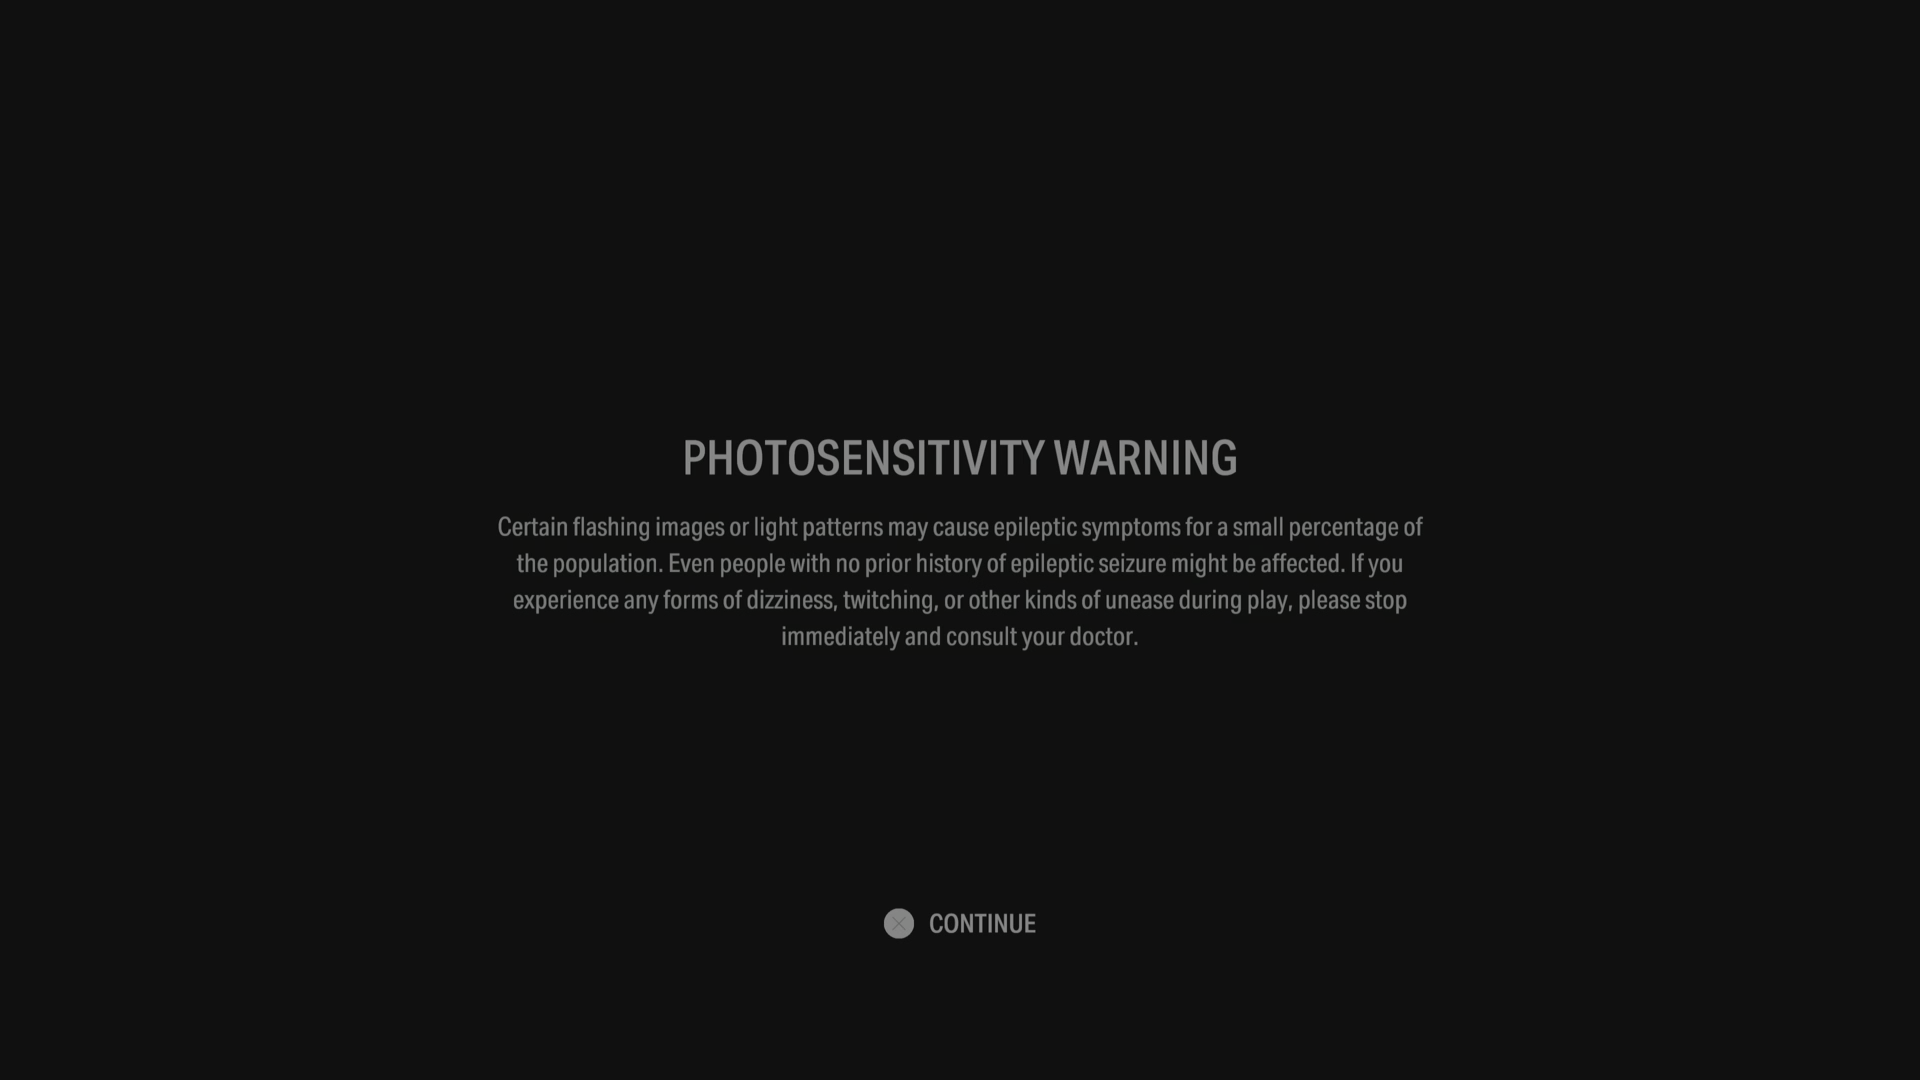 PHOTOSENSITIVITY WARNING
Certain flashing images or light patterns may cause epileptic symptoms for a small percentage of
the population. Even people with no prior history of epileptic seizure might be affected. If you
experience any forms of dizziness, twitching, or other kinds of unease during play, please stop
immediately and consult your doctor.
CONTINUE